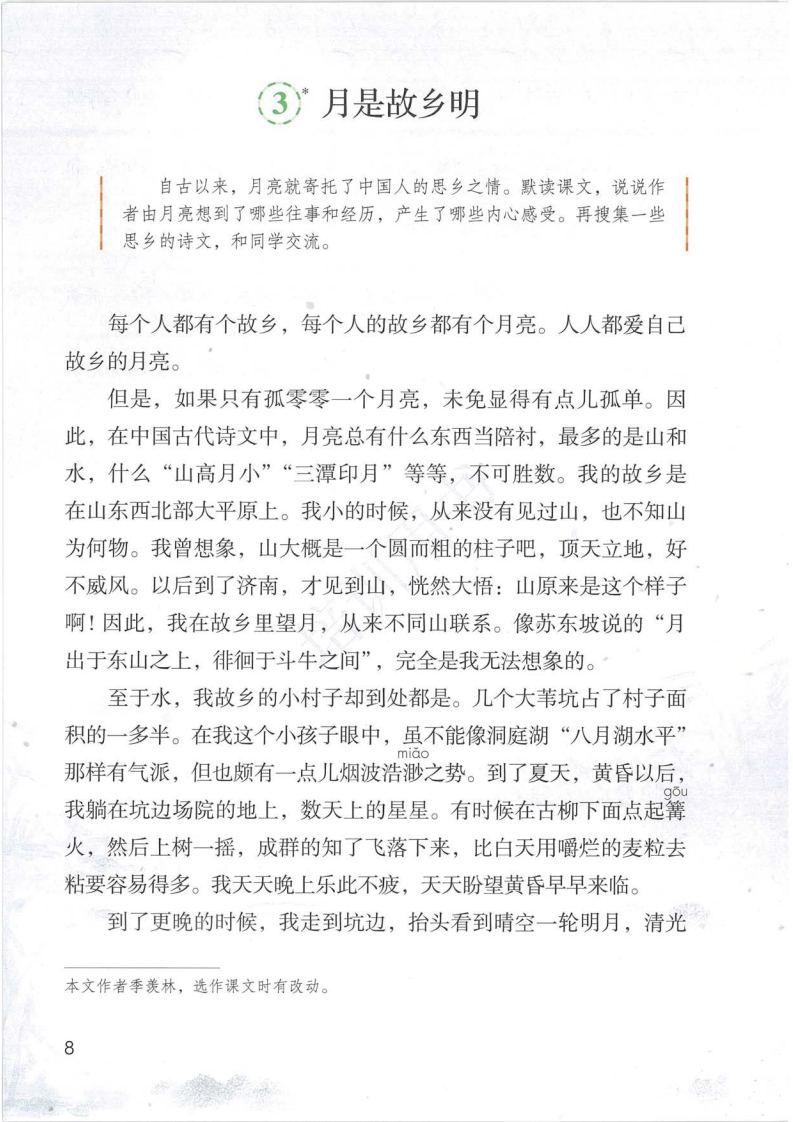 3* 月是故乡明
自古以来，月亮就寄托了中国人的思乡之情。默读课文，说说作
者由月亮想到了哪些往事和经历，产生了哪些内心感受。再搜集一些
思乡的诗文，和同学交流。
每个人都有个故乡，每个人的故乡都有个月亮。人人都爱自己
故乡的月亮。
但是，如果只有孤零零一个月亮，未免显得有点儿孤单。因
此，在中国古代诗文中，月亮总有什么东西当陪衬，最多的是山和
水，什么“山高月小”“三潭印月”等等，不可胜数。我的故乡是
在山东西北部大平原上。我小的时候，从来没有见过山，也不知山
为何物。我曾想象，山大概是一个圆而粗的柱子吧，顶天立地，好
不威风。以后到了济南，才见到山，恍然大悟：山原来是这个样子
啊！因此，我在故乡里望月，从来不同山联系。像苏东坡说的“月
出于东山之上，徘徊于斗牛之间”，完全是我无法想象的。
至于水，我故乡的小村子却到处都是。几个大苇坑占了村子面
积的一多半。在我这个小孩子眼中，虽不能像洞庭湖“八月湖水平”
miǎo
那样有气派，但也颇有一点儿烟波浩渺之势。到了夏天，黄昏以后，
gōu
我躺在坑边场院的地上，数天上的星星。有时候在古柳下面点起篝
火，然后上树一摇，成群的知了飞落下来，比白天用嚼烂的麦粒去
粘要容易得多。我天天晚上乐此不疲，天天盼望黄昏早早来临。
到了更晚的时候，我走到坑边，抬头看到晴空一轮明月，清光
本文作者季羡林，选作课文时有改动。
8